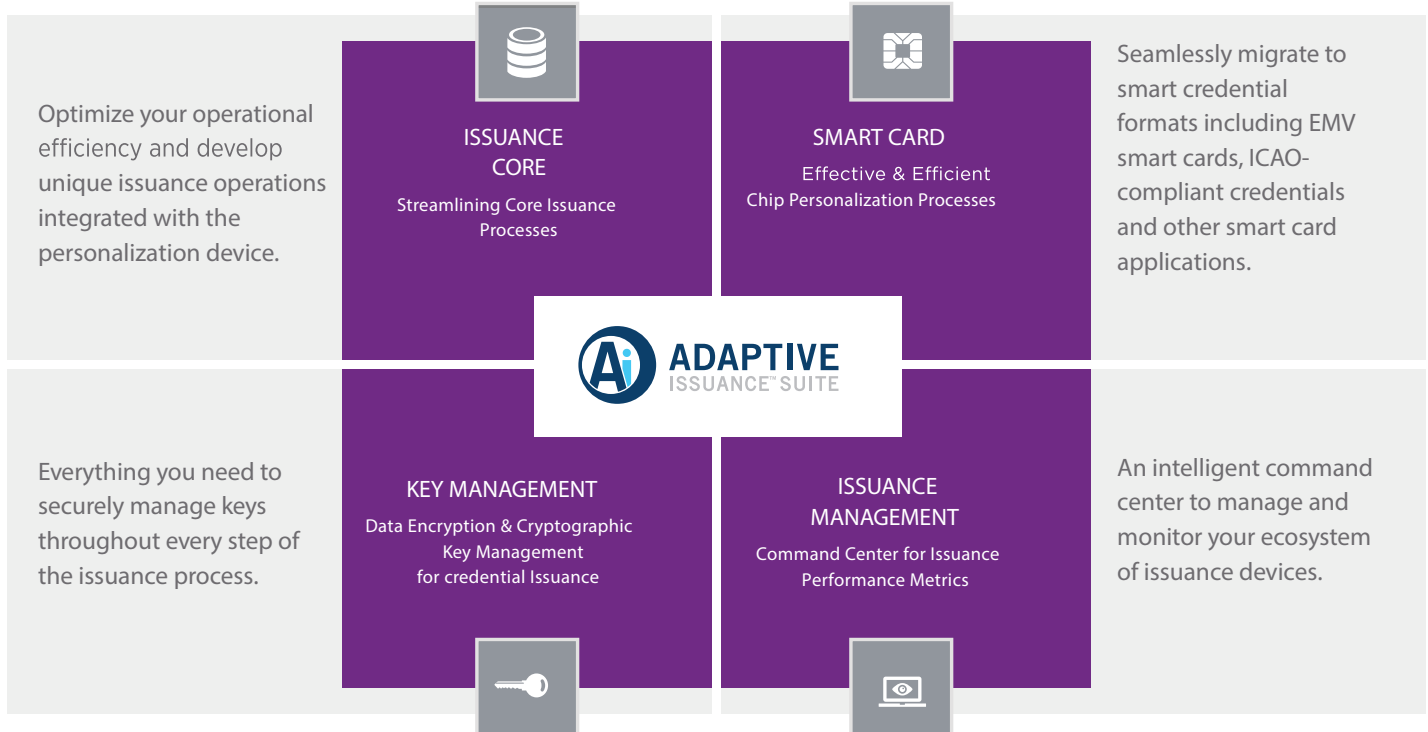 Optimize your operational
efficiency and develop
unique issuance operations
integrated with the
personalization device.
ISSUANCE
CORE
Streamlining Core Issuance
Processes
SMART CARD
Effective & Efficient
Chip Personalization Processes
Seamlessly migrate to
smart credential
formats including EMV
smart cards, ICAO-
compliant credentials
and other smart card
applications.
Ai ADAPTIVE
ISSUANCE™ SUITE
Everything you need to
securely manage keys
throughout every step of
the issuance process.
KEY MANAGEMENT
Data Encryption & Cryptographic
Key Management
for credential Issuance
ISSUANCE
MANAGEMENT
Command Center for Issuance
Performance Metrics
An intelligent command
center to manage and
monitor your ecosystem
of issuance devices.